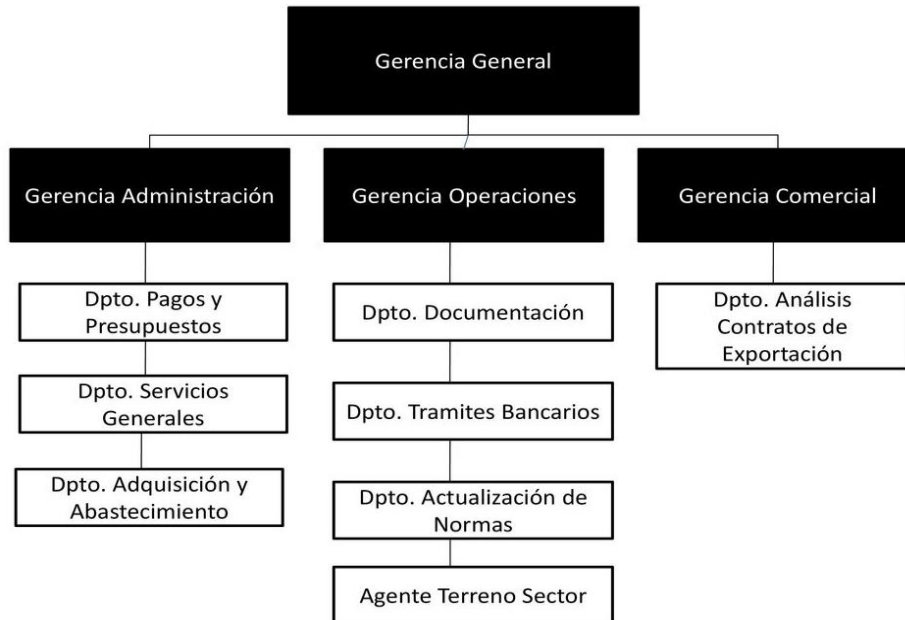 Gerencia General
Gerencia Administración
Gerencia Operaciones
Gerencia Comercial
Dpto. Pagos y
Presupuestos
Dpto. Servicios
Generales
Dpto. Adquisición y
Abastecimiento
Dpto. Documentación
Dpto. Tramites Bancarios
Dpto. Actualización de
Normas
Agente Terreno Sector
Dpto. Análisis
Contratos de
Exportación